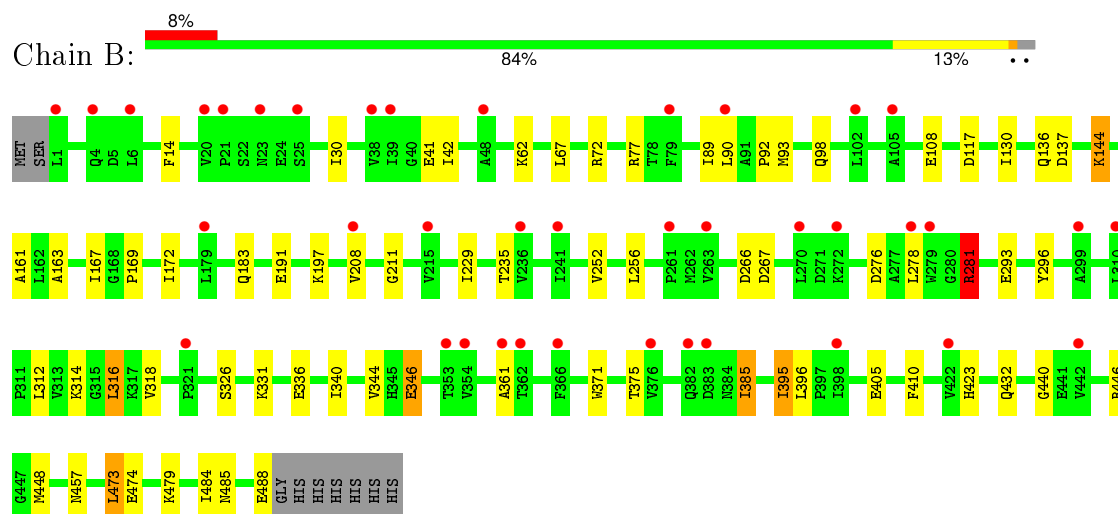 8%
Chain B:
84% 13% • •
MET SER L1 Q4 D5 L6 F14 V20 P21 S22 N23 E24 S25 I30 V38 I39 G40 E41 I42 A48 K62 L67 R72 R77 T78 F79 I89 L90 A91 P92 M93 Q98 L102 A105 E108 D117 I130 Q136 D137 K144
A161 L162 A163 I167 G168 P169 I172 L179 Q183 E191 K197 V208 G211 V215 I229 T235 V236 I241 V252 L256 P261 M262 V263 D266 D267 L270 D271 K272 D276 A277 L278 W279 G280 R281 E293 Y296 A299 L310
P311 L312 V313 K314 G315 L316 K317 V318 P321 S326 K331 E336 I340 V344 H345 E346 T353 V354 A361 T362 F366 W371 T375 V376 Q382 D383 N384 I385 I395 L396 P397 I398 E405 F410 V422 H423 Q432 G440 E441 V442 R446
G447 M448 N457 L473 E474 K479 I484 N485 E488 GLY HIS HIS HIS HIS HIS HIS